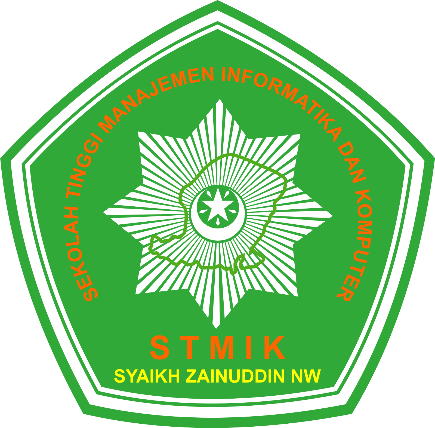 SEKOLAH TINGGI MANAJEMEN INFORMATIKA DAN KOMPUTER
STMIK
SYAIKH ZAINUDDIN NW